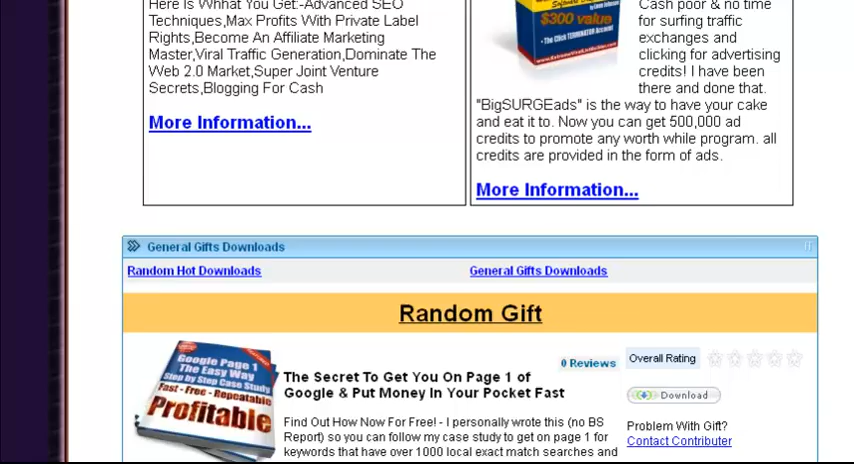 Here Is Whhat You Get:-Advanced SEO
Techniques,Max Profits With Private Label
Rights,Become An Affiliate Marketing
Master,Viral Traffic Generation,Dominate The
Web 2.0 Market,Super Joint Venture
Secrets,Blogging For Cash
More Information...
$300 value
• The Click TERMINATOR Account
Cash poor & no time
for surfing traffic
exchanges and
clicking for advertising
credits! I have been
there and done that.
"BigSURGEads" is the way to have your cake
and eat it to. Now you can get 500,000 ad
credits to promote any worth while program. all
credits are provided in the form of ads.
More Information...
General Gifts Downloads
Random Hot Downloads
General Gifts Downloads
Random Gift
Google Page 1
The Easy Way
Step by Step Case Study
Fast - Free - Repeatable
Profitable
0 Reviews
Overall Rating
The Secret To Get You On Page 1 of
Google & Put Money In Your Pocket Fast
Download
Find Out How Now For Free! - I personally wrote this (no BS
Report) so you can follow my case study to get on page 1 for
keywords that have over 1000 local exact match searches and
Problem With Gift?
Contact Contributer